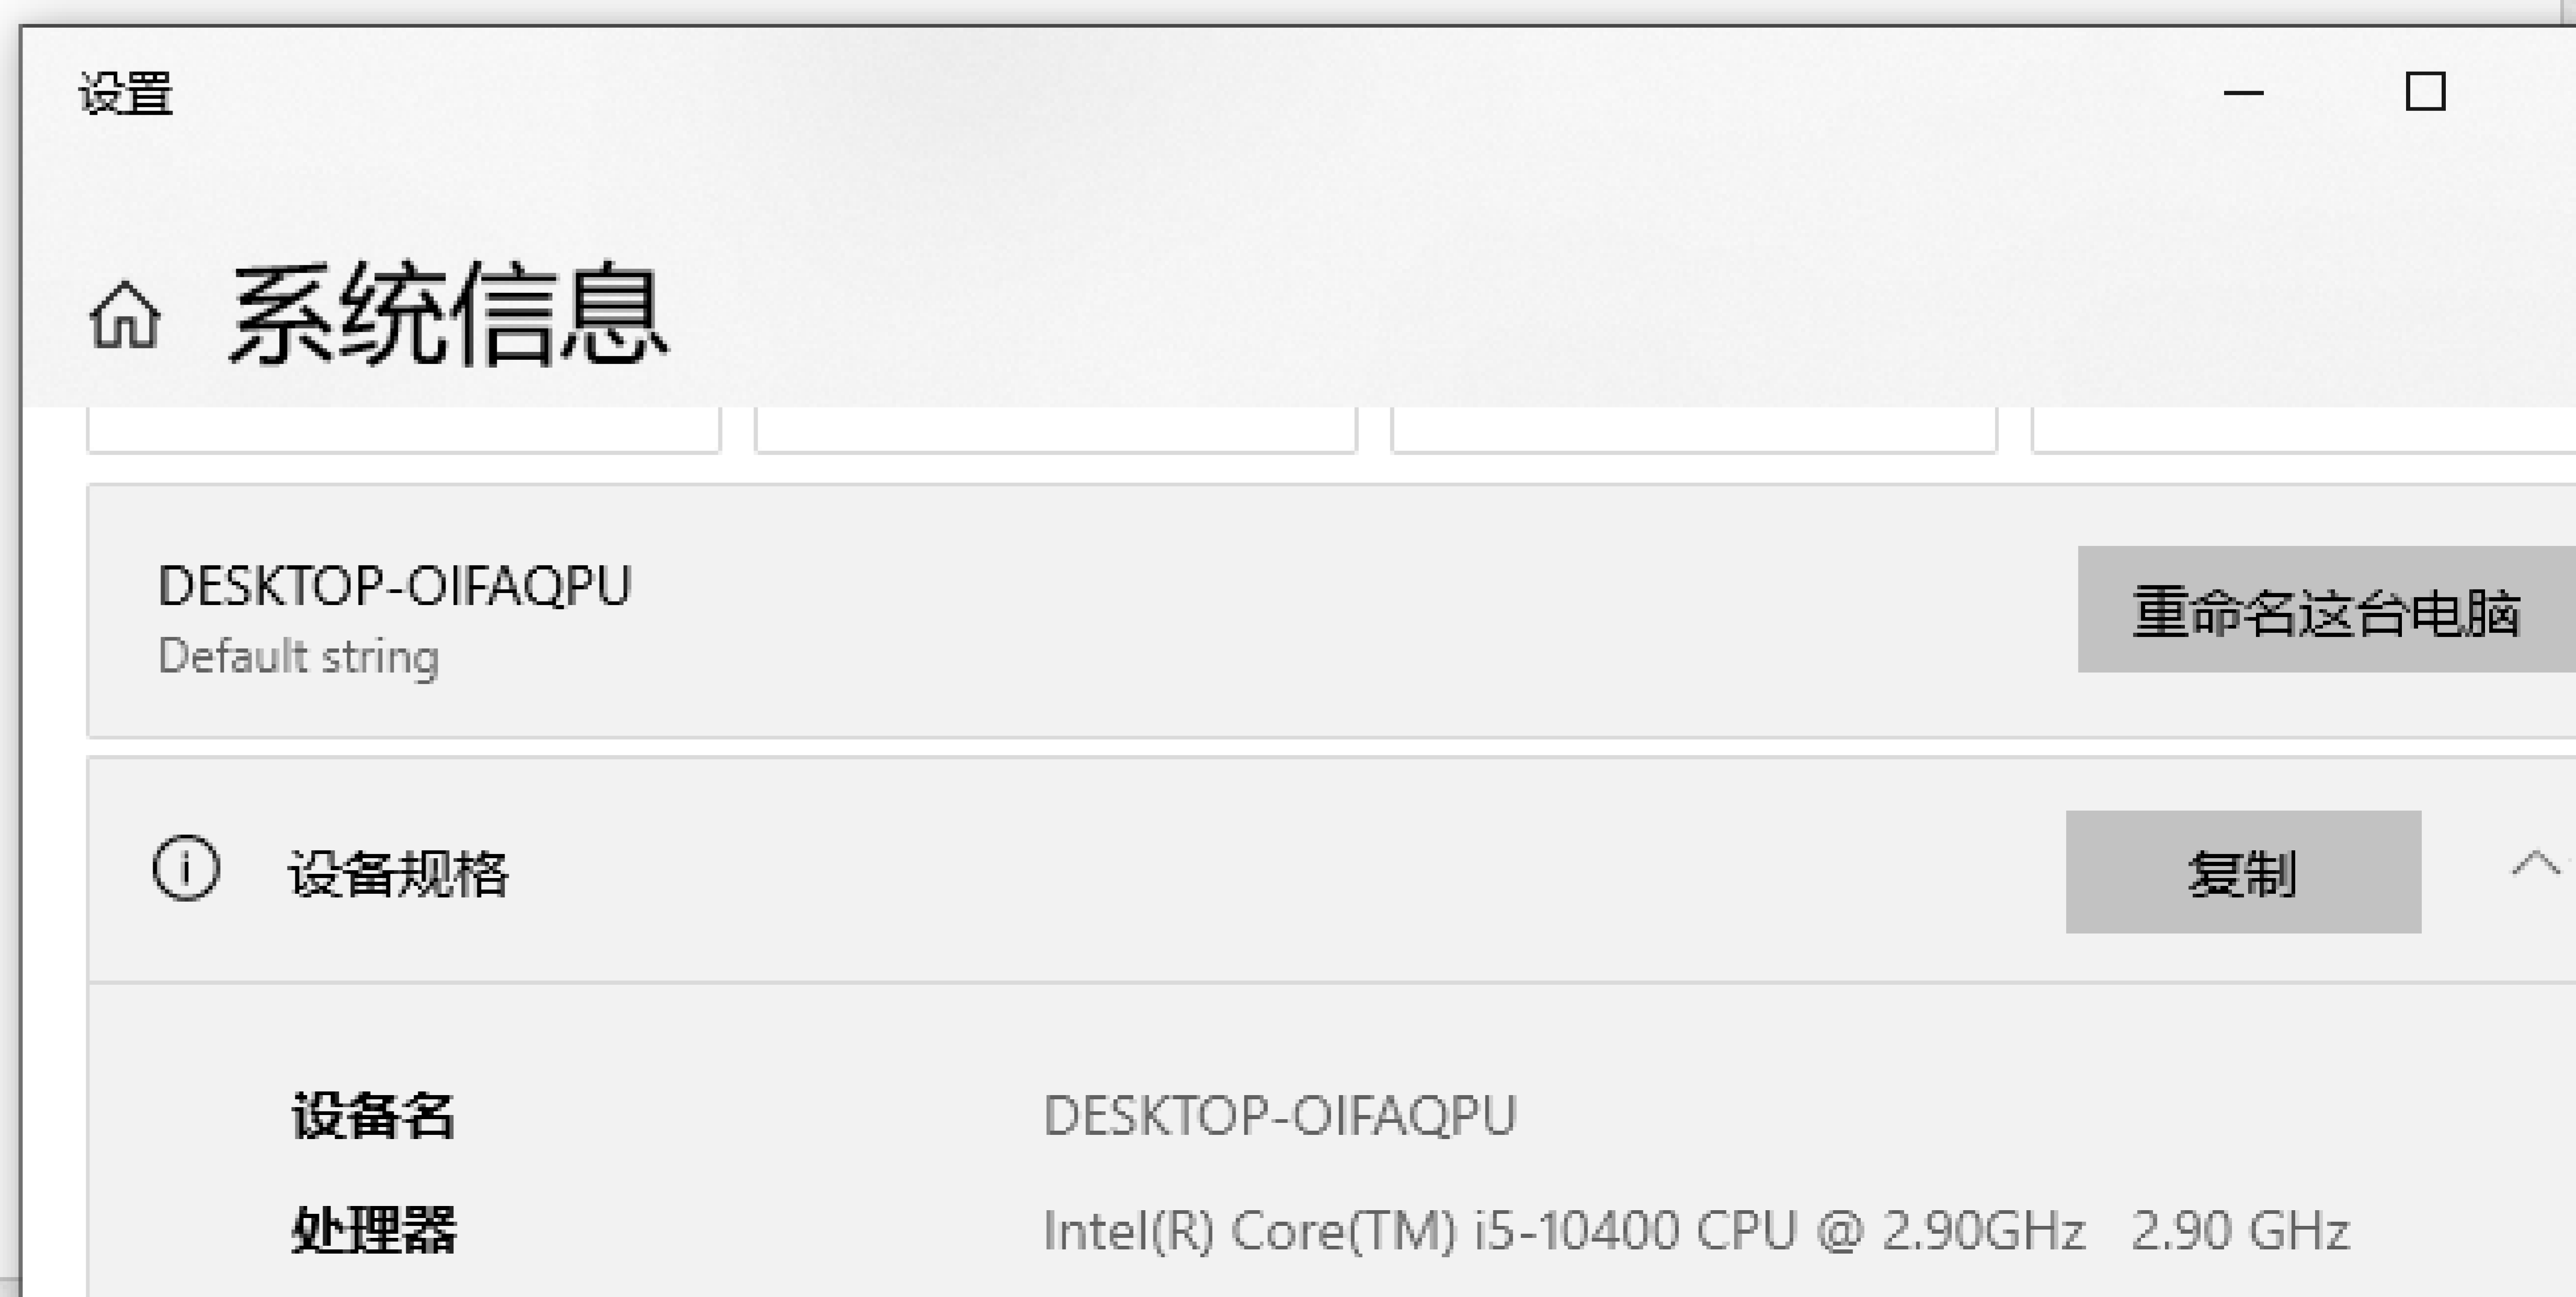 设置
系统信息
DESKTOP-OIFAQPU
Default string
重命名这台电脑
设备规格
复制
设备名 DESKTOP-OIFAQPU
处理器 Intel(R) Core(TM) i5-10400 CPU @ 2.90GHz 2.90 GHz